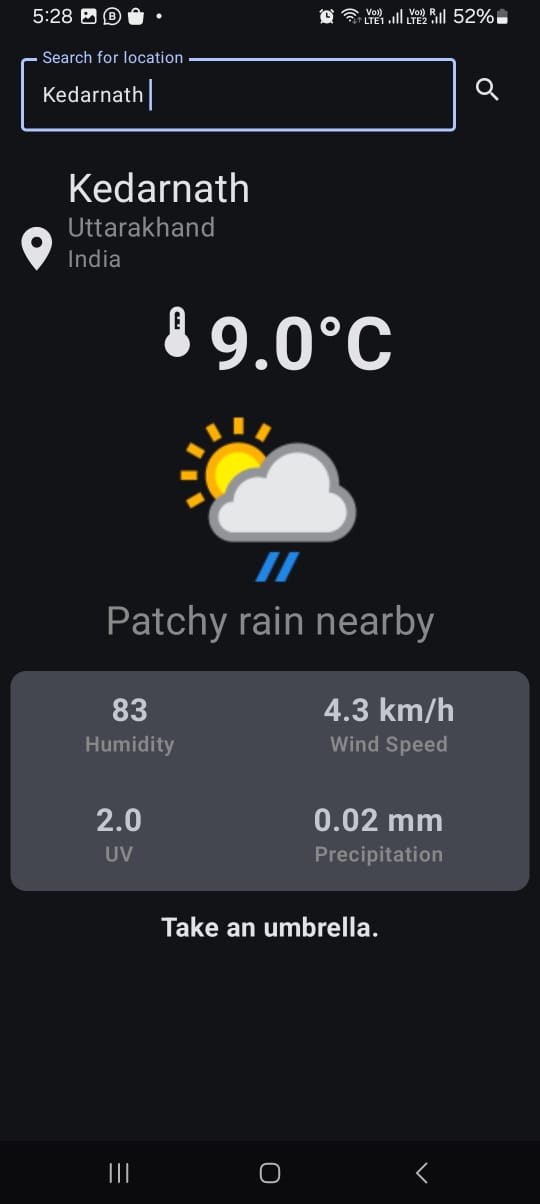 5:28 B Vo)) LTE1 Vo)) R LTE2 52%
Search for location
Kedarnath
Kedarnath
Uttarakhand
India
9.0°C
Patchy rain nearby
83 4.3 km/h
Humidity Wind Speed
2.0 0.02 mm
UV Precipitation
Take an umbrella.